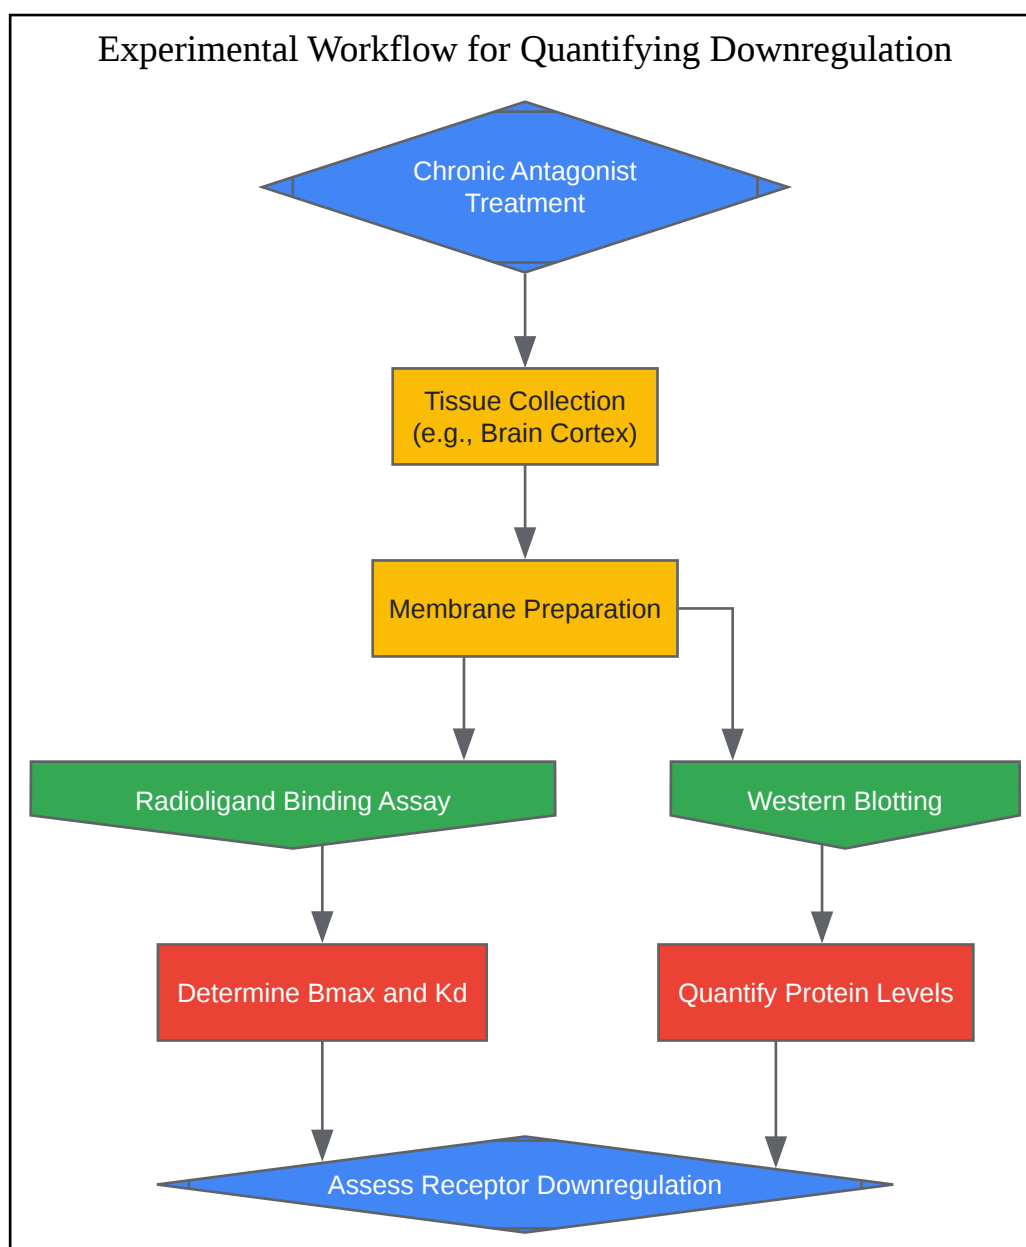 Experimental Workflow for Quantifying Downregulation
Chronic Antagonist
Treatment
Tissue Collection
(e.g., Brain Cortex)
Membrane Preparation
Radioligand Binding Assay
Western Blotting
Determine Bmax and Kd
Quantify Protein Levels
Assess Receptor Downregulation